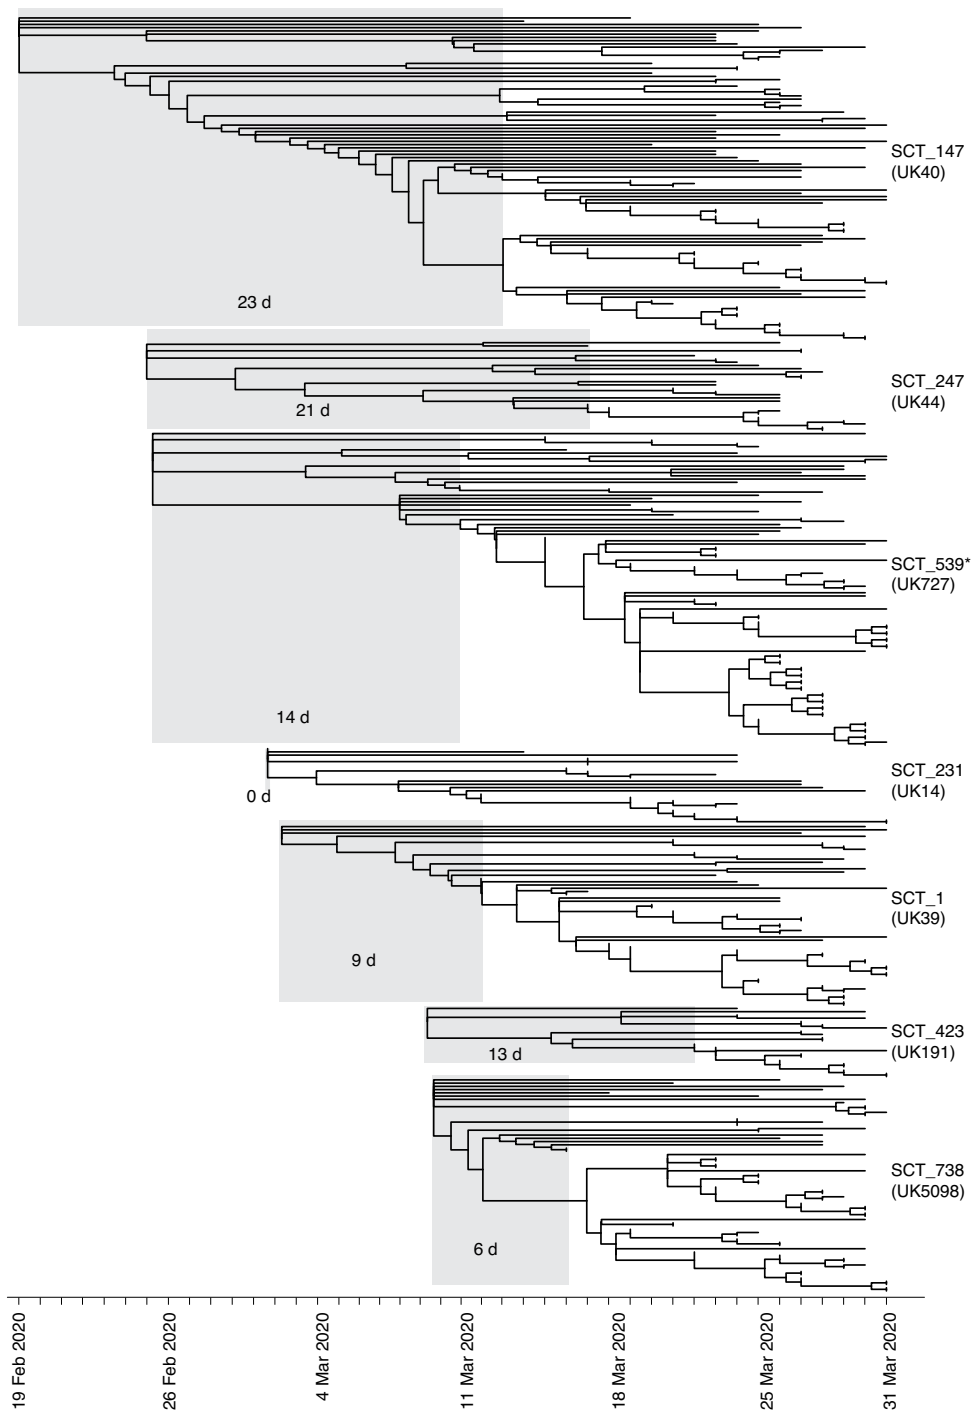 SCT_147
(UK40)
23 d
SCT_247
(UK44)
21 d
SCT_539*
(UK727)
14 d
SCT_231
(UK14)
0 d
SCT_1
(UK39)
9 d
SCT_423
(UK191)
13 d
SCT_738
(UK5098)
6 d
19 Feb 2020
26 Feb 2020
4 Mar 2020
11 Mar 2020
18 Mar 2020
25 Mar 2020
31 Mar 2020